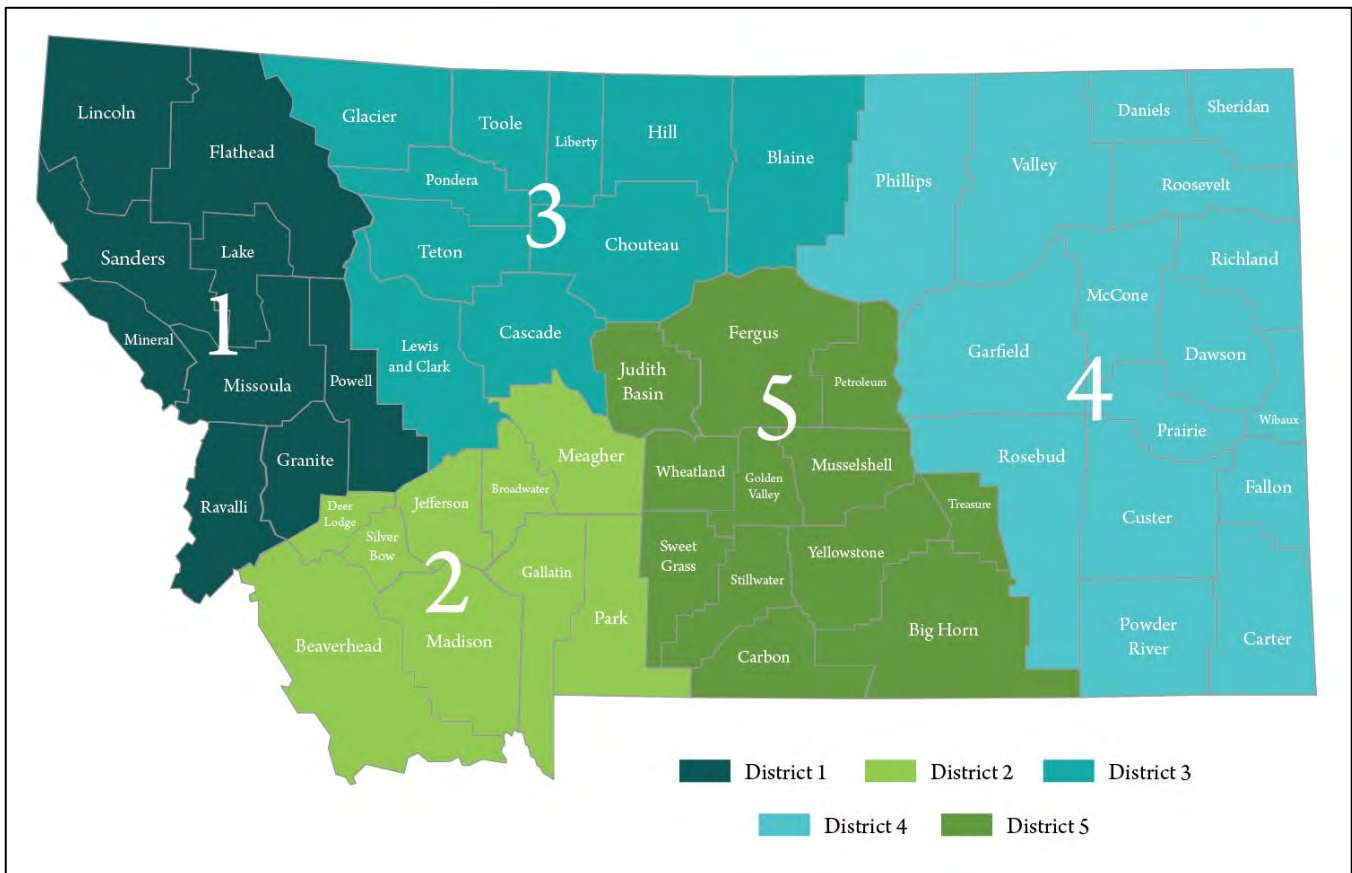 Lincoln
Flathead
Sanders
Lake
1
Mineral
Missoula
Powell
Granite
Ravalli
Glacier
Toole
Liberty
Hill
Blaine
Pondera
3
Teton
Chouteau
Lewis
and Clark
Cascade
Phillips
Valley
Daniels
Sheridan
Roosevelt
Richland
McCone
Garfield
Dawson
4
Wibaux
Prairie
Rosebud
Fallon
Custer
Powder
River
Carter
Fergus
Judith
Basin
Petroleum
5
Wheatland
Golden
Valley
Musselshell
Treasure
Sweet
Grass
Stillwater
Yellowstone
Big Horn
Carbon
Meagher
Broadwater
Jefferson
Deer
Lodge
Silver
Bow
2
Gallatin
Park
Madison
Beaverhead
District 1
District 2
District 3
District 4
District 5